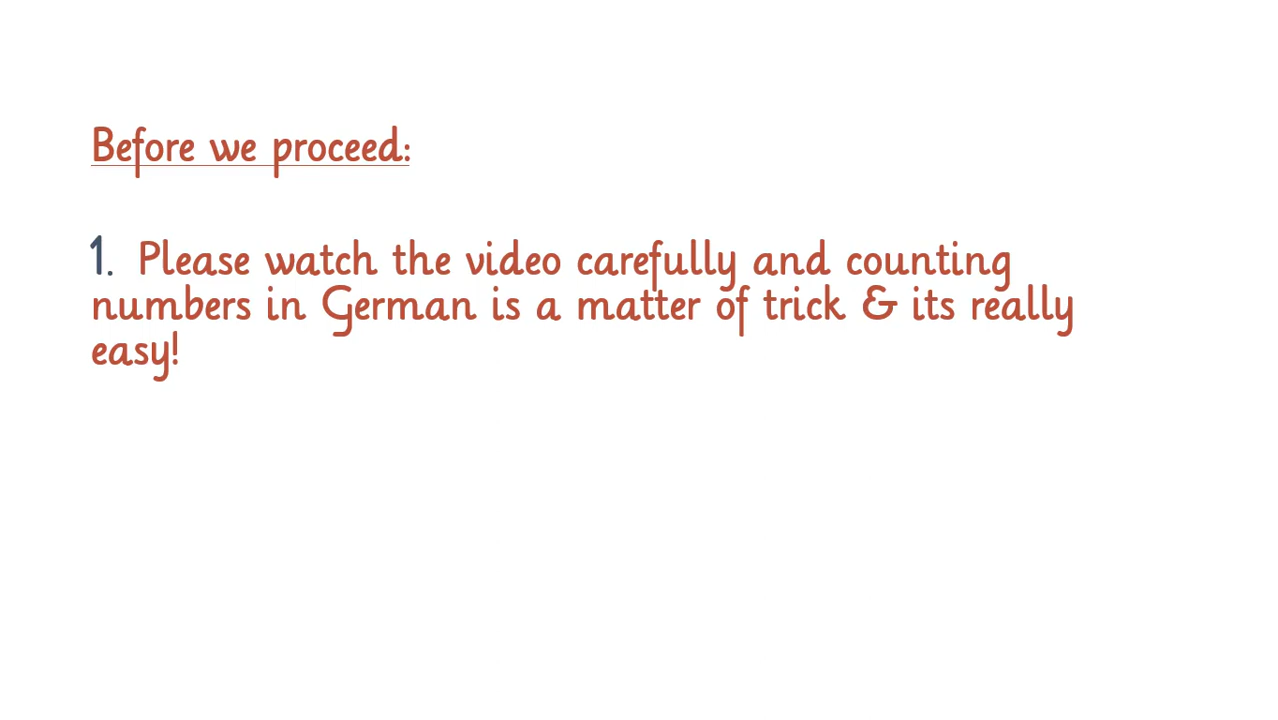 Before we proceed:
1. Please watch the video carefully and counting
numbers in German is a matter of trick & its really
easy!